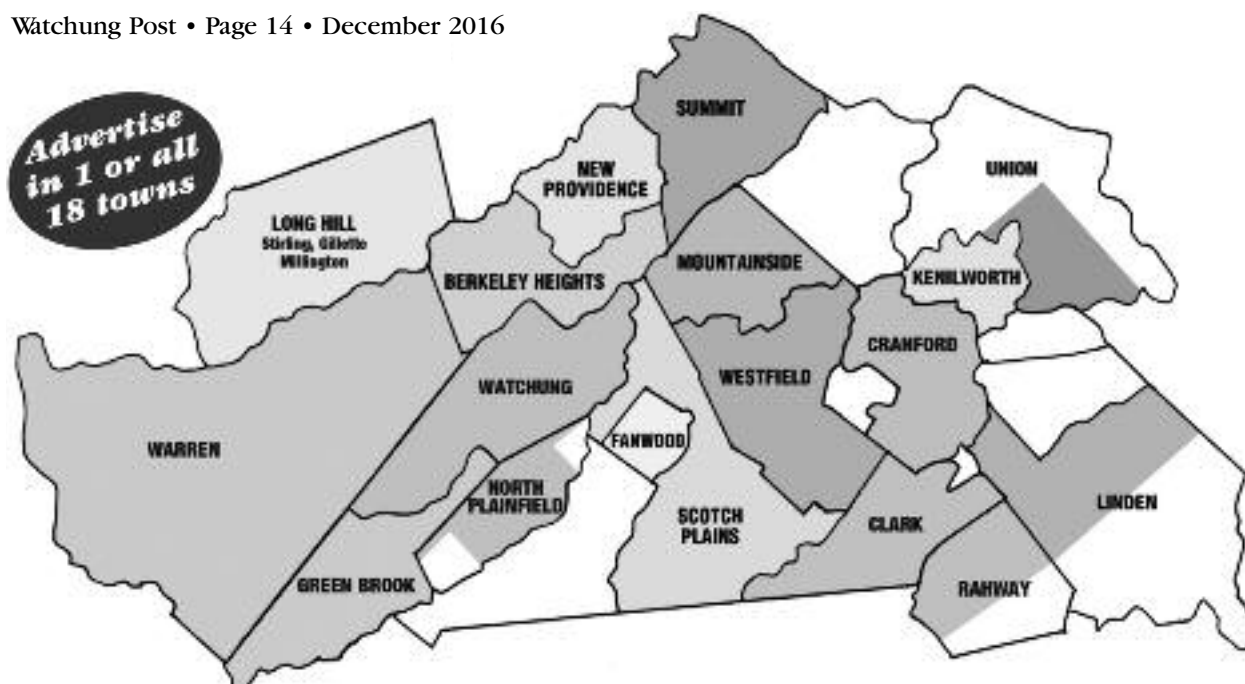 Watchung Post • Page 14 • December 2016
Advertise
in 1 or all
18 towns
SUMMIT
NEW
PROVIDENCE
UNION
LONG HILL
Stirling, Gillette
Millington
BERKELEY HEIGHTS
MOUNTAINSIDE
KENILWORTH
CRANFORD
WATCHUNG
WESTFIELD
WARREN
FANWOOD
NORTH
PLAINFIELD
SCOTCH
PLAINS
CLARK
LINDEN
GREEN BROOK
RAHWAY